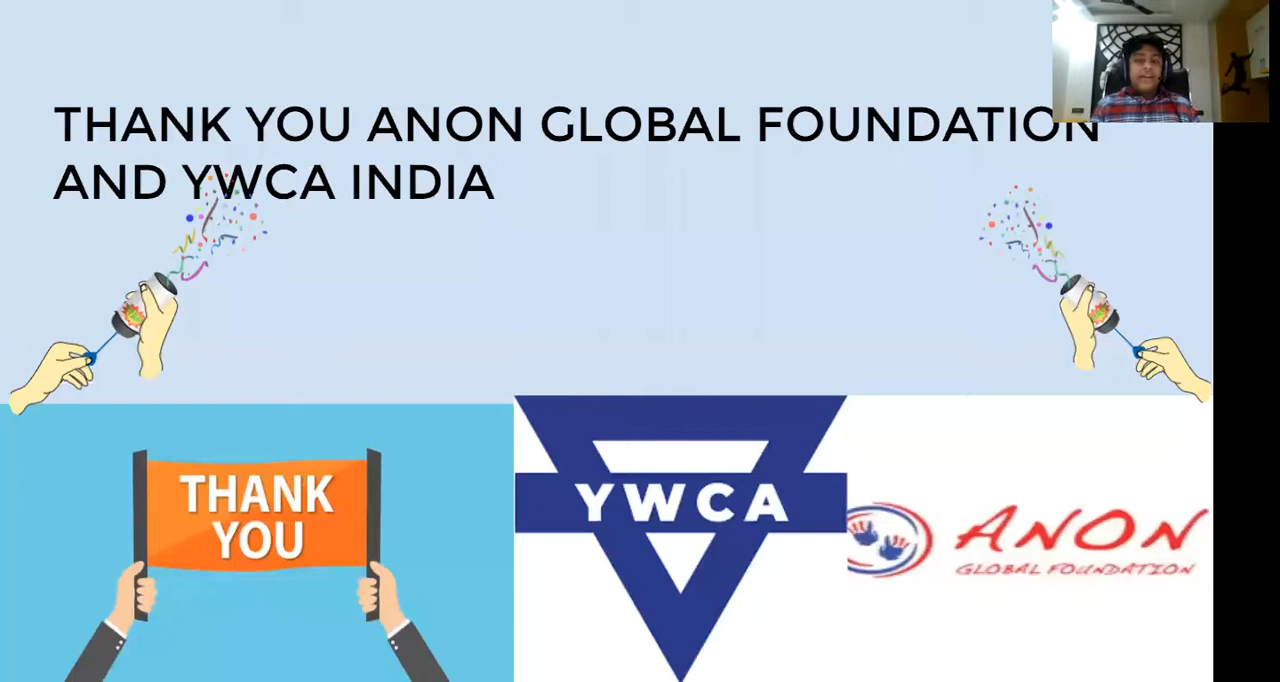 THANK YOU ANON GLOBAL FOUNDATION
AND YWCA INDIA
THANK
YOU
YWCA
ANON
GLOBAL FOUNDATION